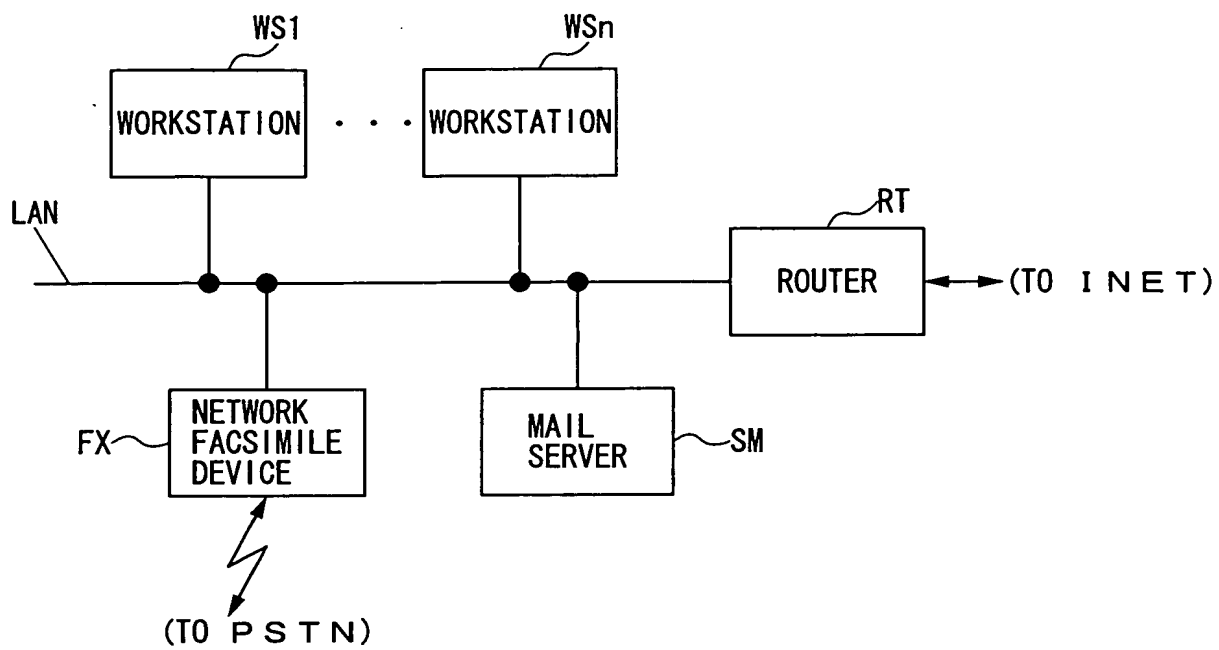 WS1
WSn
WORKSTATION
· · ·
WORKSTATION
LAN
RT
ROUTER
(TO INET)
FX
NETWORK
FACSIMILE
DEVICE
MAIL
SERVER
SM
(TO PSTN)